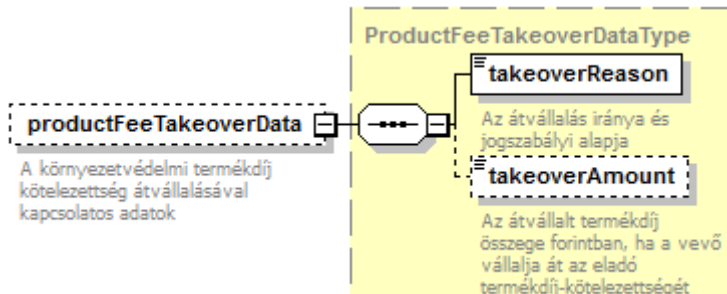 ProductFeeTakeoverDataType
takeoverReason
Az átvállalás iránya és
jogszabályi alapja
productFeeTakeoverData
A környezetvédelmi termékdíj
kötelezettség átvállalásával
kapcsolatos adatok
takeoverAmount
Az átvállalt termékdíj
összege forintban, ha a vevő
vállalja át az eladó
termékdíj-kötelezettségét